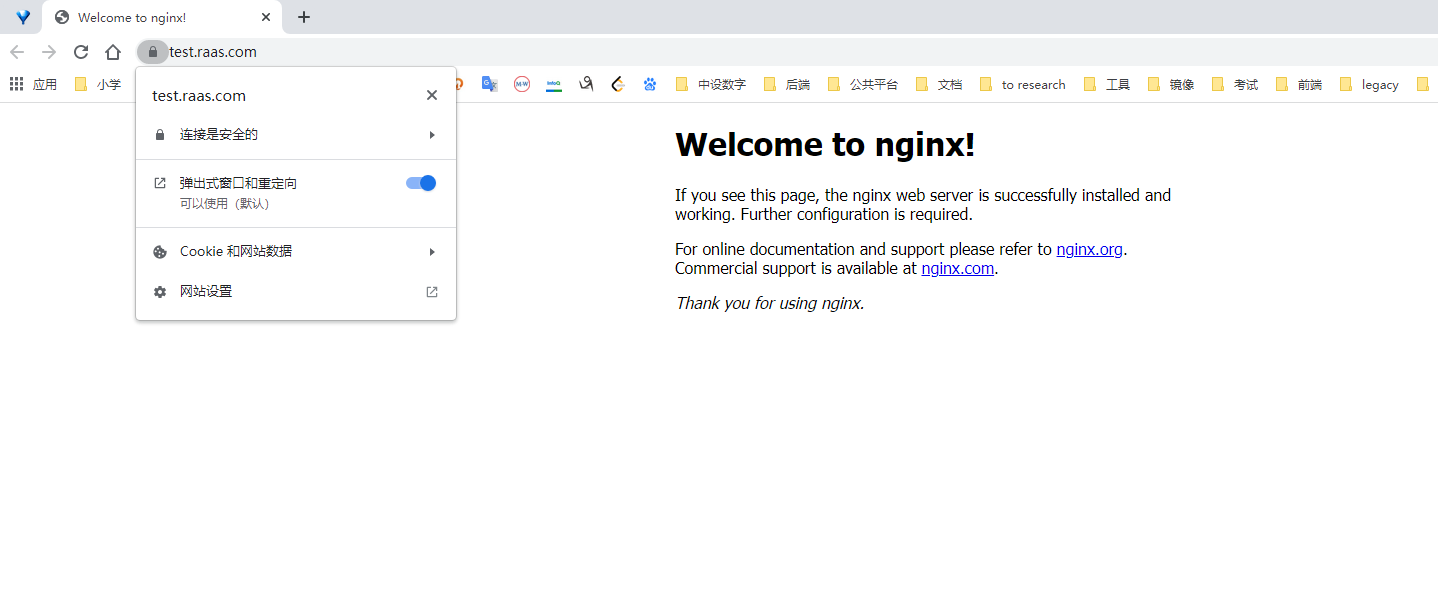 Welcome to nginx!
test.raas.com
应用
小学
InfoQ
中设数字
后端
公共平台
文档
to research
工具
镜像
考试
前端
legacy
test.raas.com
连接是安全的
弹出式窗口和重定向
可以使用（默认）
Cookie 和网站数据
网站设置
Welcome to nginx!
If you see this page, the nginx web server is successfully installed and
working. Further configuration is required.
For online documentation and support please refer to nginx.org.
Commercial support is available at nginx.com.
Thank you for using nginx.